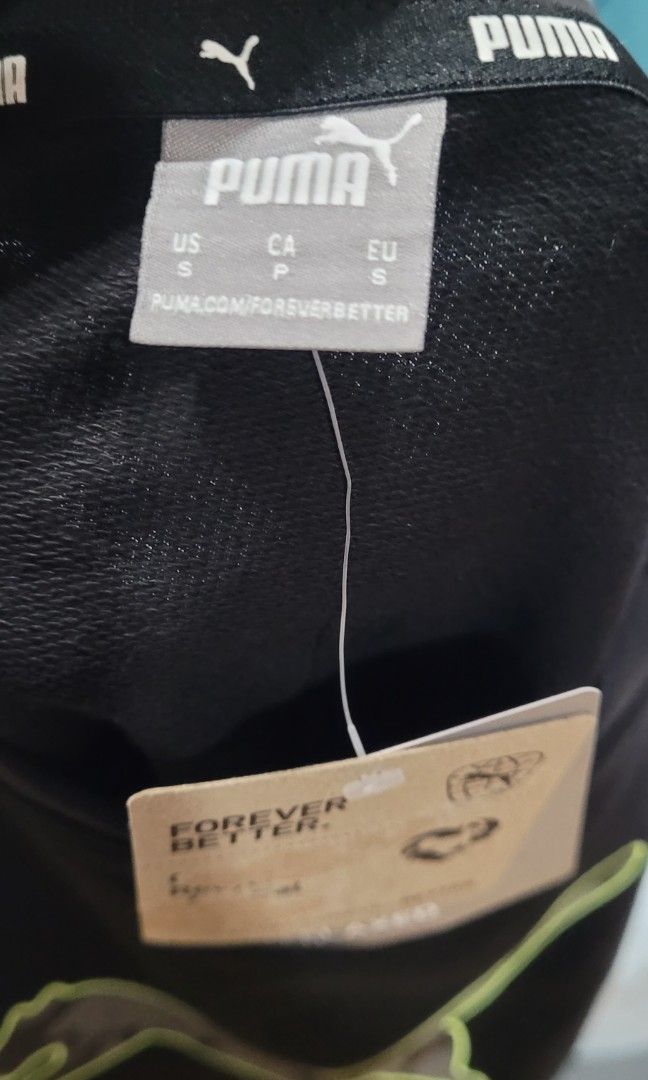 PUMA
PUMA
US CA EU
S P S
PUMA.COM/FOREVERBETTER
FOREVER
BETTER.